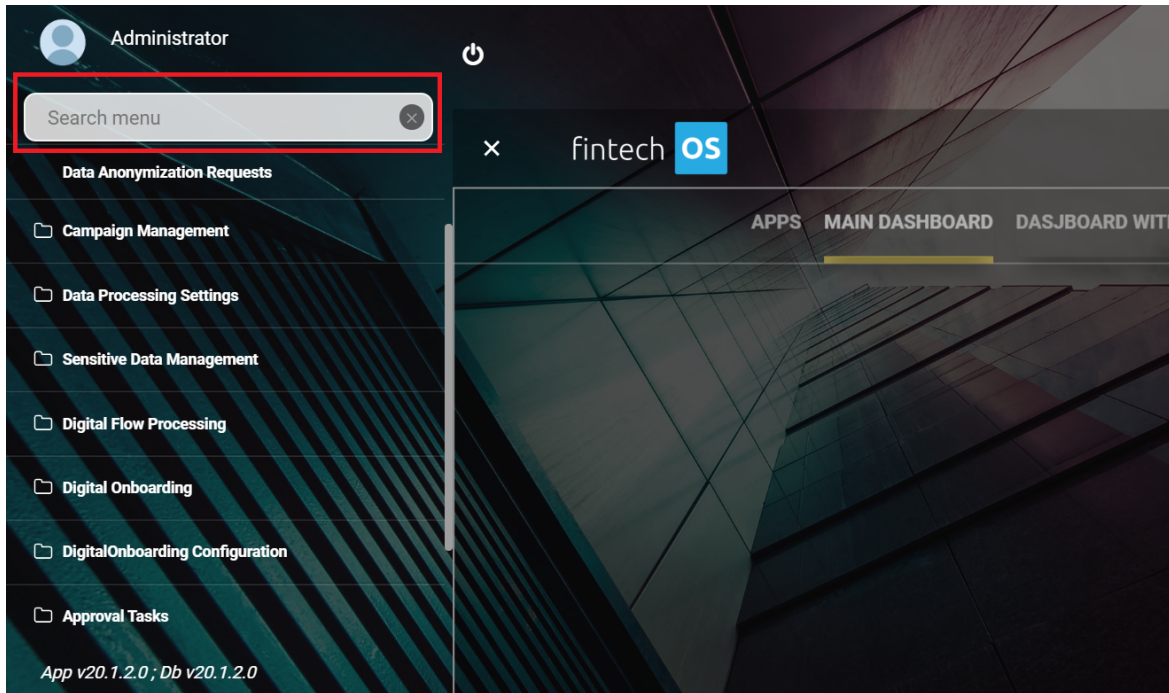 Administrator
Search menu
Data Anonymization Requests
Campaign Management
Data Processing Settings
Sensitive Data Management
Digital Flow Processing
Digital Onboarding
DigitalOnboarding Configuration
Approval Tasks
App v20.1.2.0 ; Db v20.1.2.0
fintech OS
APPS MAIN DASHBOARD DASJBOARD WITH